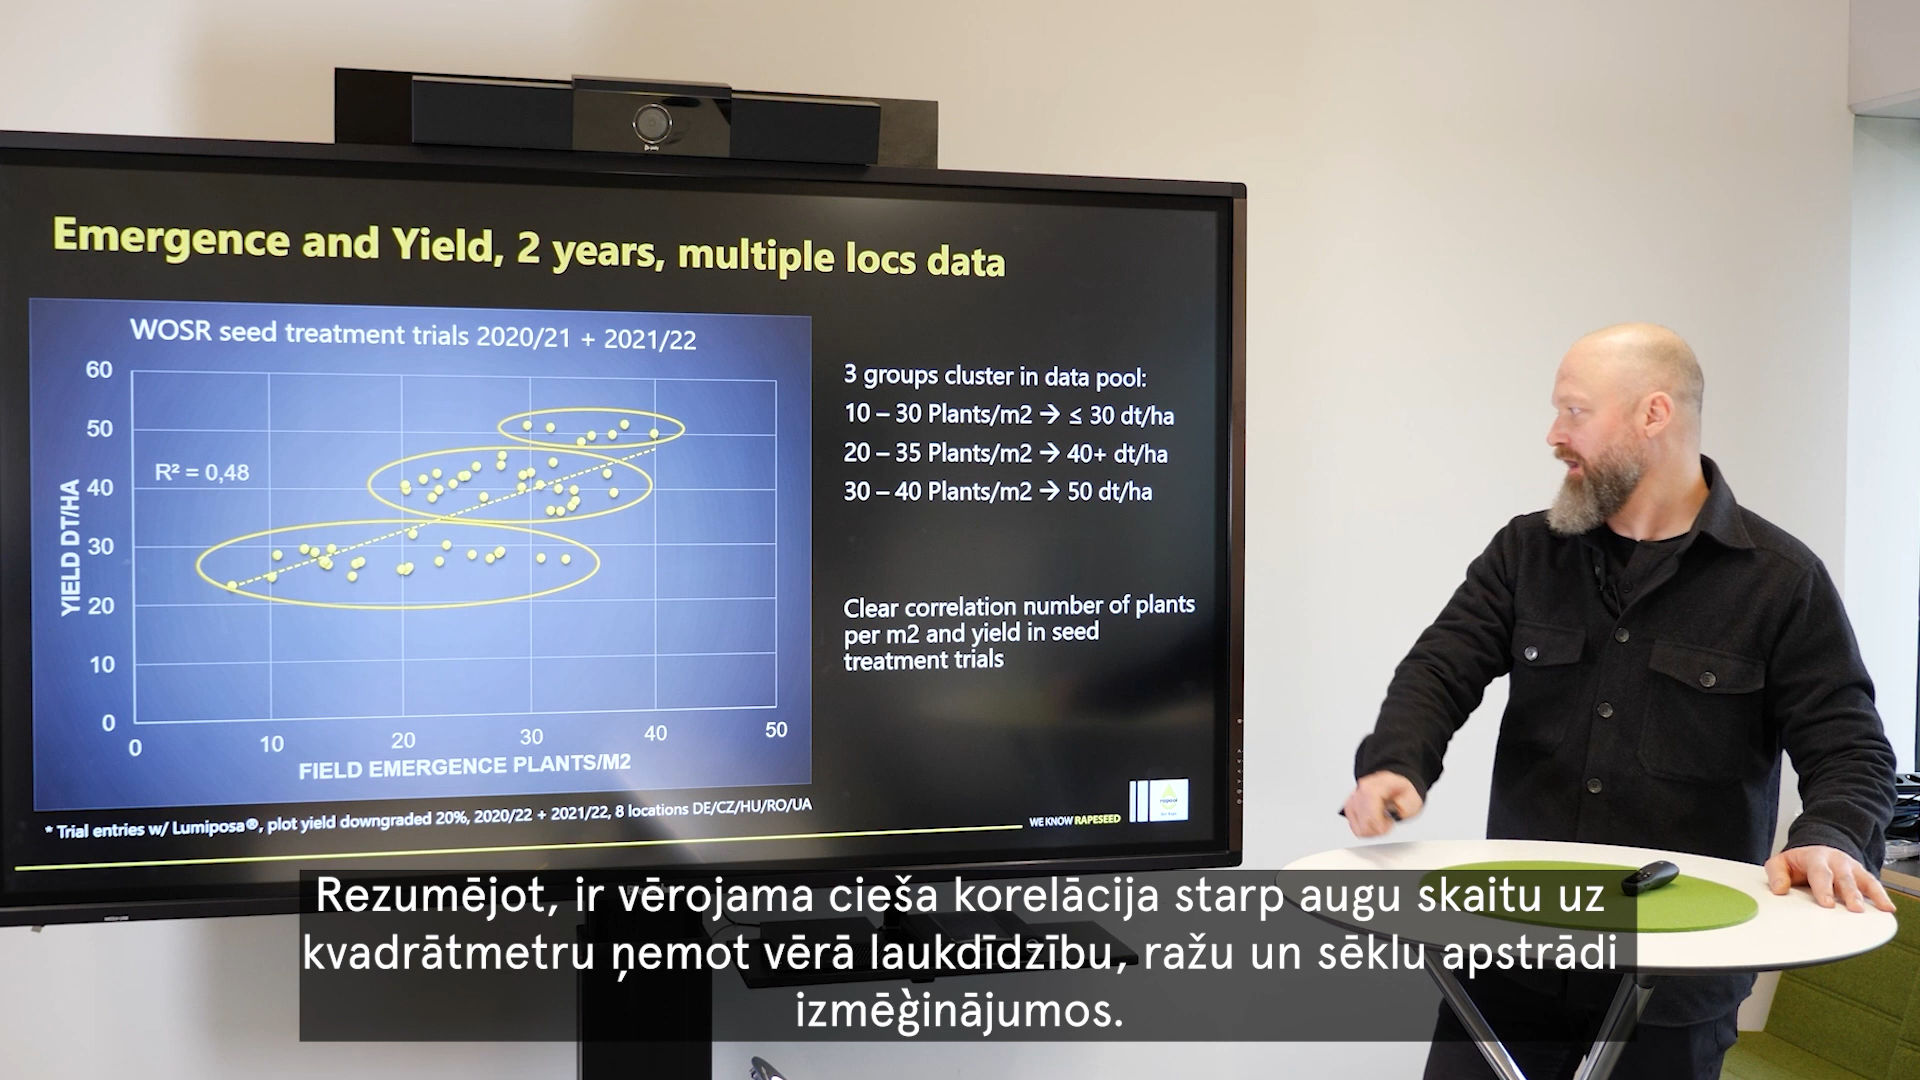 Emergence and Yield, 2 years, multiple locs data
WOSR seed treatment trials 2020/21 + 2021/22
60
50
40
30
20
10
0
YIELD DT/HA
R² = 0,48
0
10
20
30
40
50
FIELD EMERGENCE PLANTS/M2
3 groups cluster in data pool:
10 – 30 Plants/m2 → ≤ 30 dt/ha
20 – 35 Plants/m2 → 40+ dt/ha
30 – 40 Plants/m2 → 50 dt/ha
Clear correlation number of plants
per m2 and yield in seed
treatment trials
* Trial entries w/ Lumiposa®, plot yield downgraded 20%, 2020/22 + 2021/22, 8 locations DE/CZ/HU/RO/UA
WE KNOW RAPESEED
rapool
poly
Rezumējot, ir vērojama cieša korelācija starp augu skaitu uz
kvadrātmetru ņemot vērā laukdīdzību, ražu un sēklu apstrādi
izmēģinājumos.